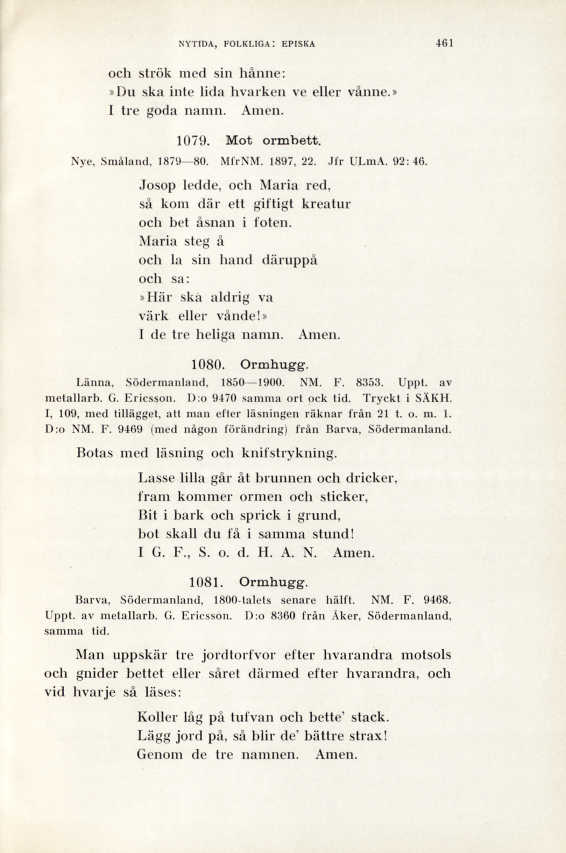 NYTIDA, FOLKLIGA: EPISKA 461
och strök med sin hånne:
»Du ska inte lida hvarken ve eller vånne.»
I tre goda namn. Amen.
1079. Mot ormbett.
Nye, Småland, 1879—80. MfrNM. 1897, 22. Jfr ULmA. 92: 46.
Josop ledde, och Maria red,
så kom där ett giftigt kreatur
och bet åsnan i foten.
Maria steg å
och la sin hand däruppå
och sa:
»Här ska aldrig va
värk eller vånde!»
I de tre heliga namn. Amen.
1080. Ormhugg.
Länna, Södermanland, 1850—1900. NM. F. 8353. Uppt. av
metallarb. G. Ericsson. D:o 9470 samma ort ock tid. Tryckt i SÄKH.
I, 109, med tillägget, att man efter läsningen räknar från 21 t. o. m. 1.
D:o NM. F. 9469 (med någon förändring) från Barva, Södermanland.
Botas med läsning och knifstrykning.
Lasse lilla går åt brunnen och dricker,
fram kommer ormen och sticker,
Bit i bark och sprick i grund,
bot skall du få i samma stund!
I G. F., S. o. d. H. A. N. Amen.
1081. Ormhugg.
Barva, Södermanland, 1800-talets senare hälft. NM. F. 9468.
Uppt. av metallarb. G. Ericsson. D:o 8360 från Åker, Södermanland,
samma tid.
Man uppskär tre jordtorfvor efter hvarandra motsols
och gnider bettet eller såret därmed efter hvarandra, och
vid hvarje så läses:
Koller låg på tufvan och bette' stack.
Lägg jord på, så blir de' bättre strax!
Genom de tre namnen. Amen.